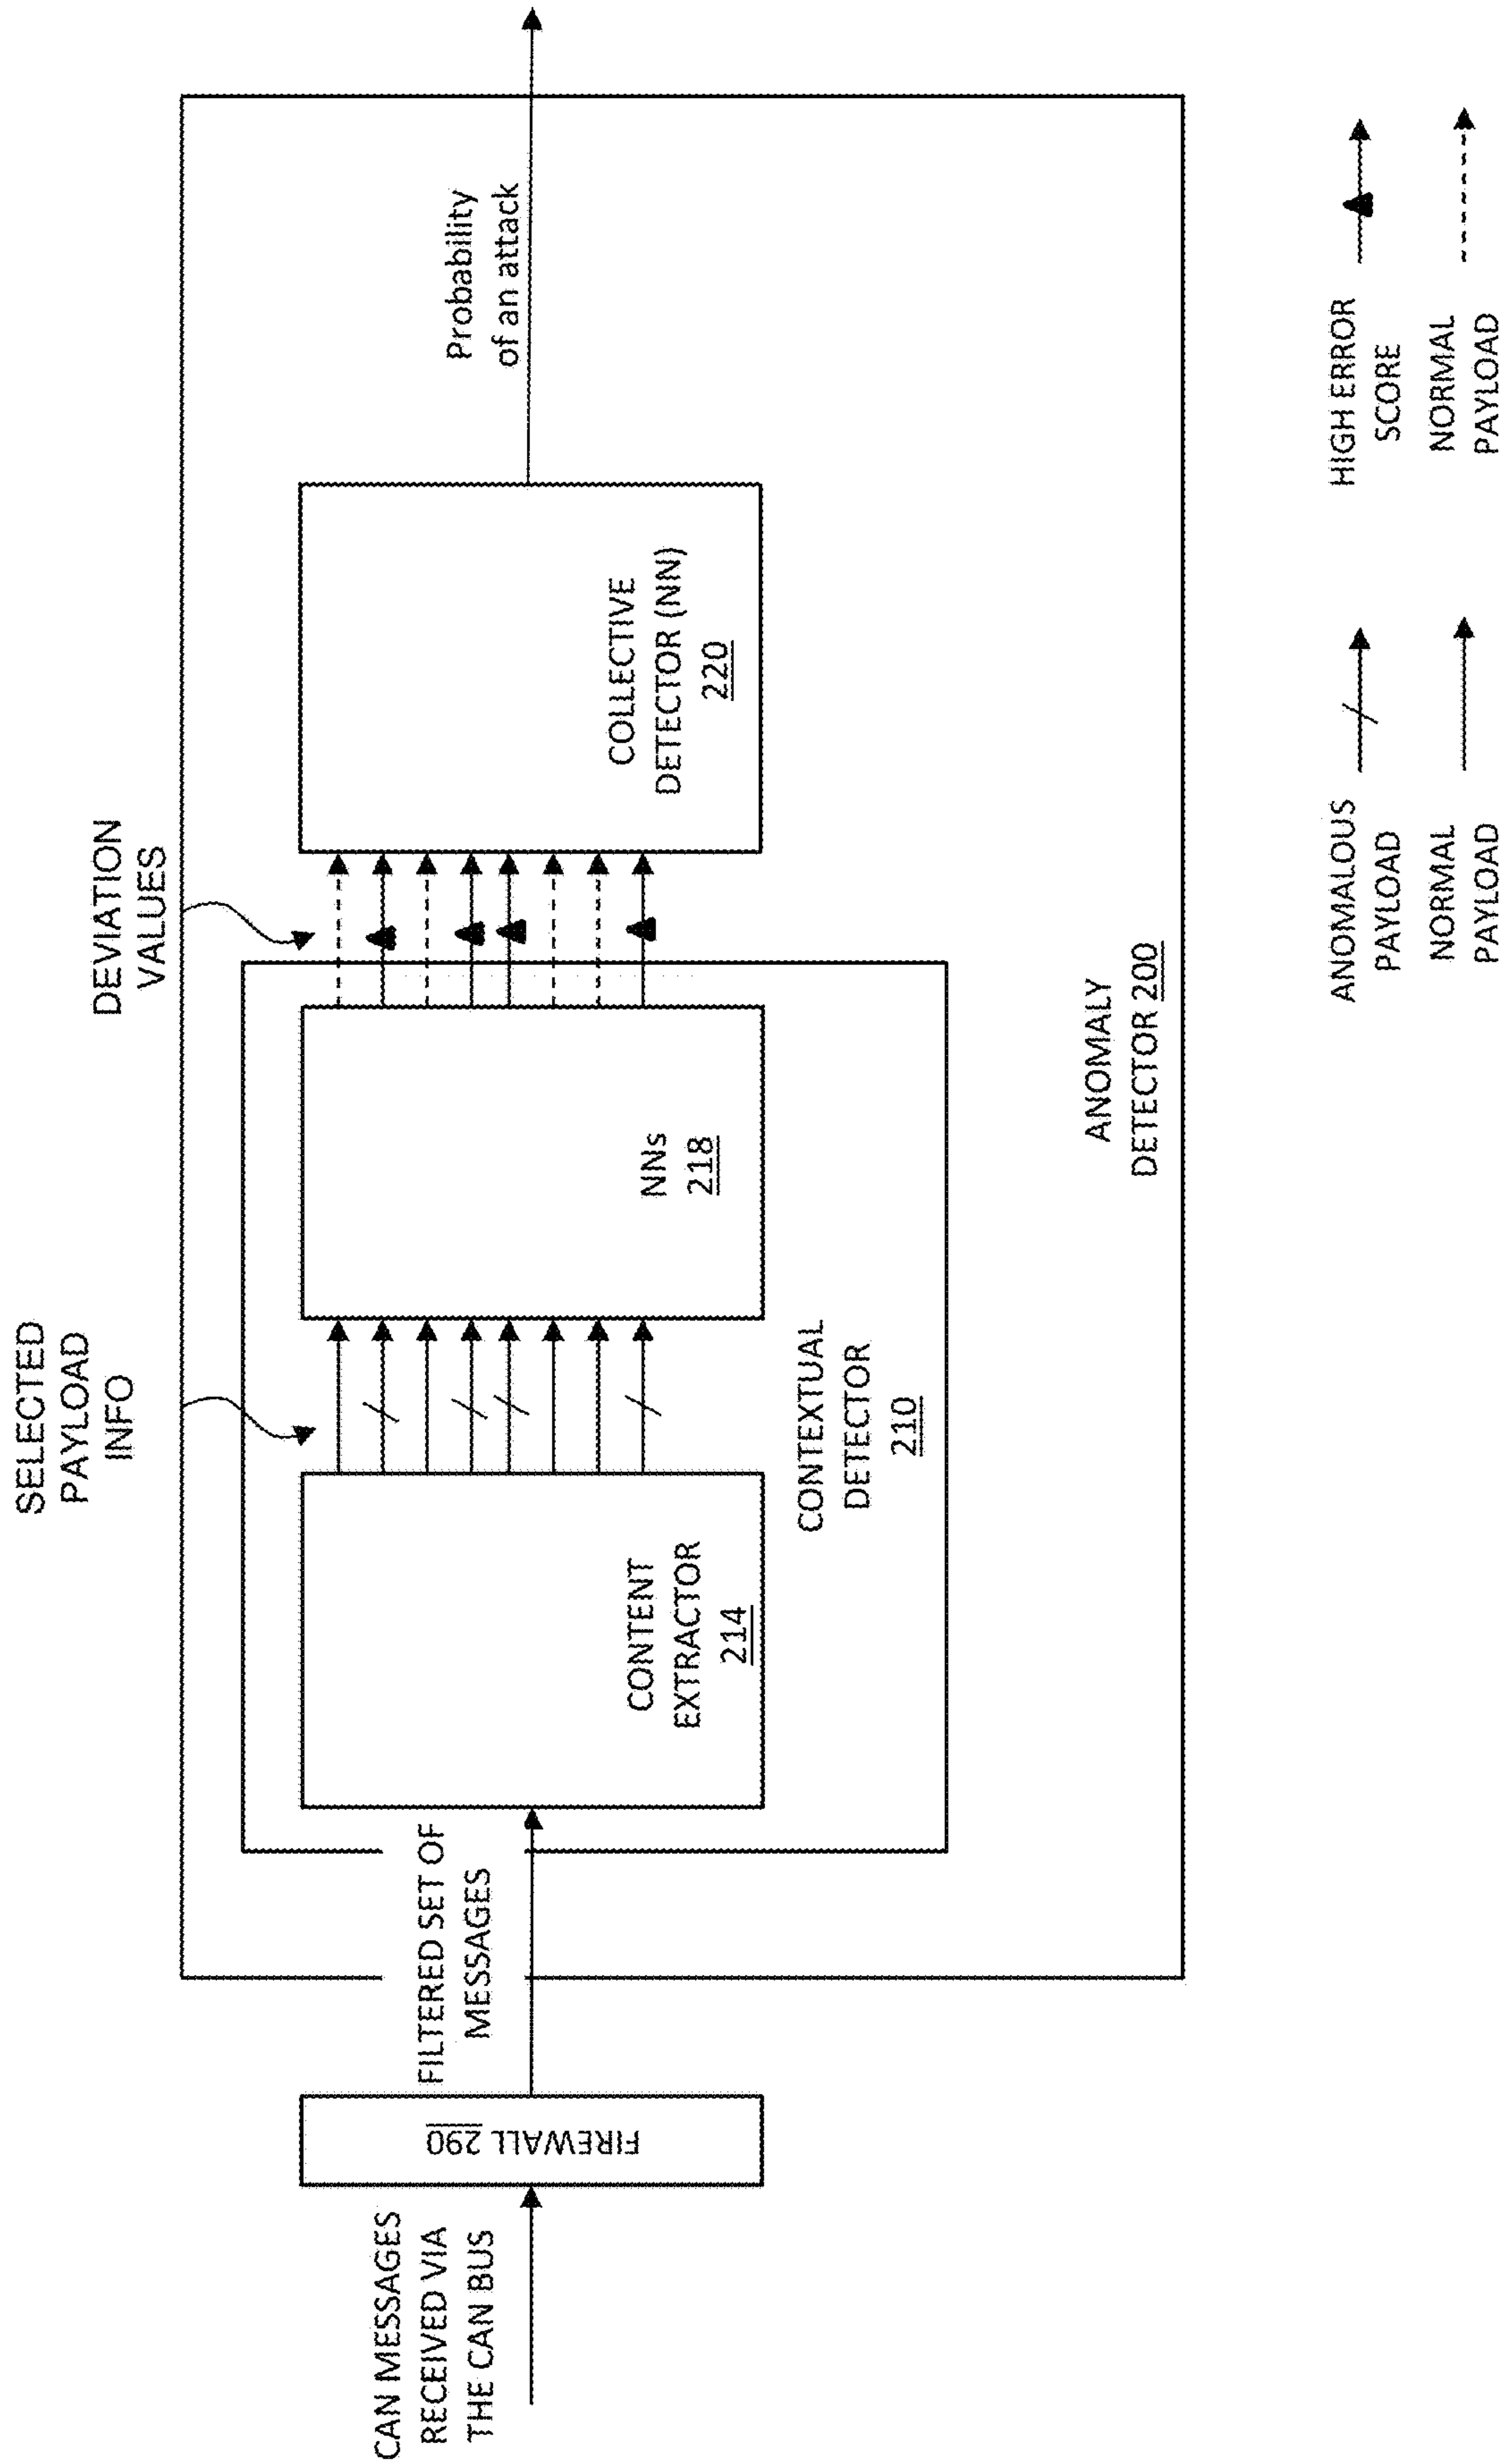 CAN MESSAGES
RECEIVED VIA
THE CAN BUS
FIREWALL 290
FILTERED SET OF
MESSAGES
SELECTED
PAYLOAD
INFO
DEVIATION
VALUES
CONTENT
EXTRACTOR
214
NNs
218
CONTEXTUAL
DETECTOR
210
COLLECTIVE
DETECTOR (NN)
220
Probability
of an attack
ANOMALY
DETECTOR 200
ANOMALOUS
PAYLOAD
HIGH ERROR
SCORE
NORMAL
PAYLOAD
NORMAL
PAYLOAD